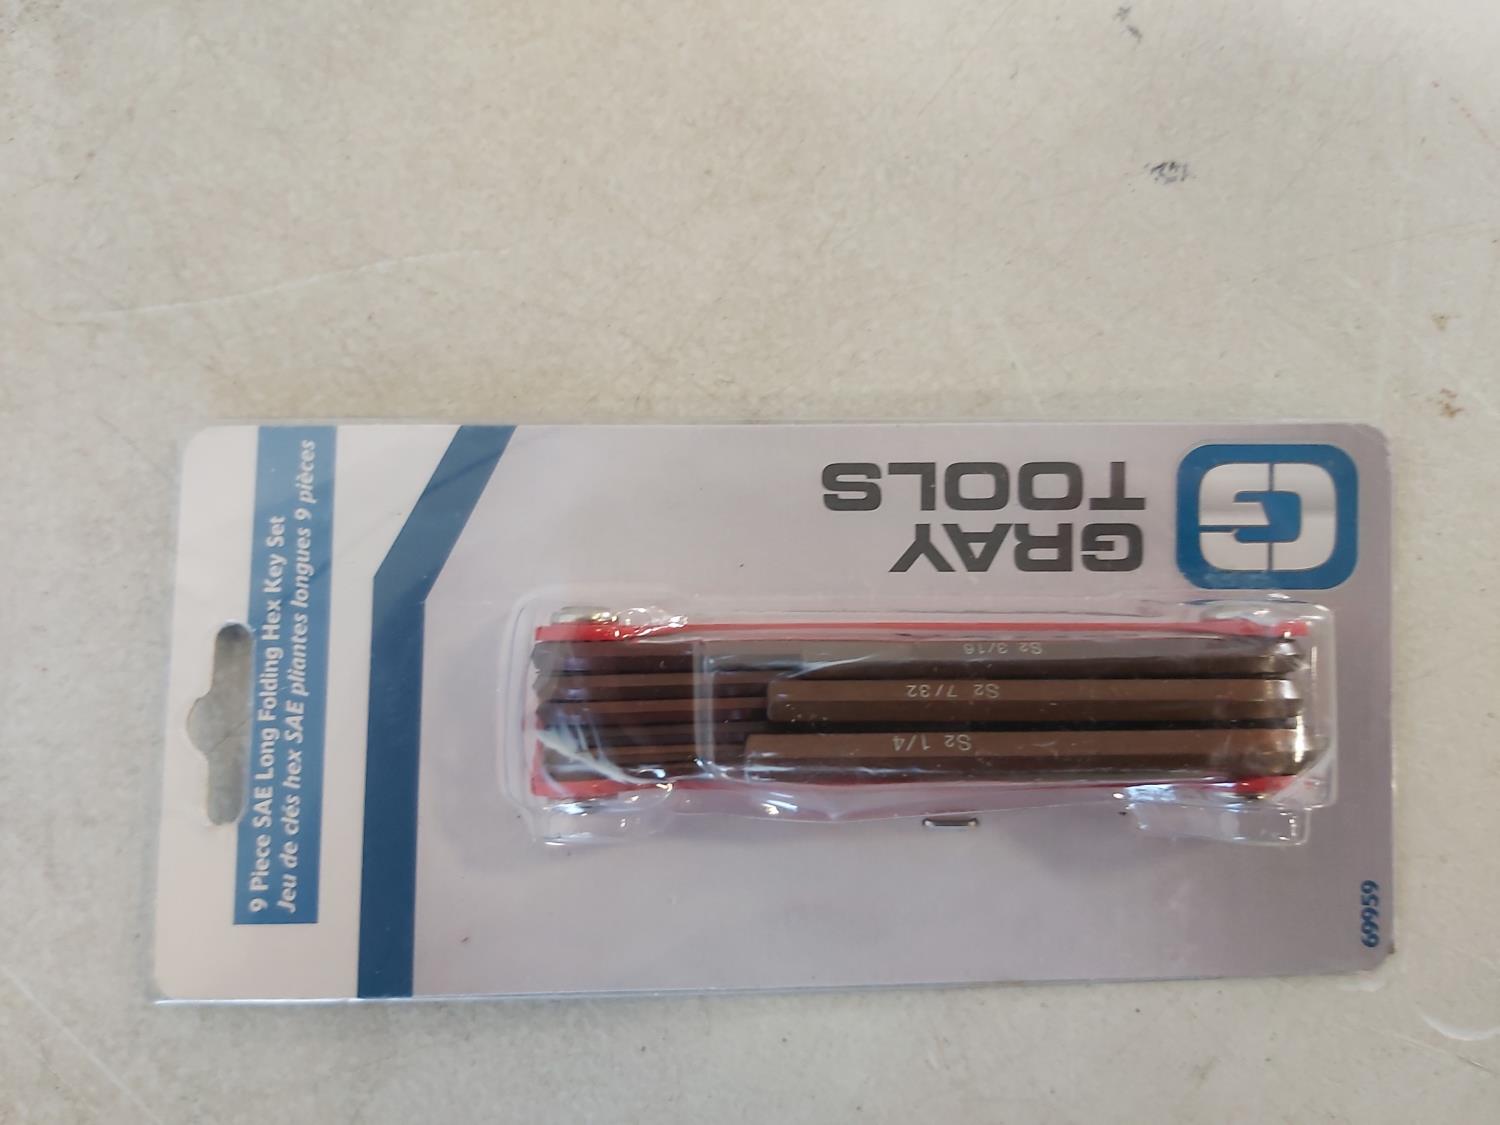 9 Piece SAE Long Folding Hex Key Set
Jeu de clés hex SAE pliantes longues 9 pièces
GRAY
TOOLS
S2 1/4
S2 7/32
S2 3/16
69959